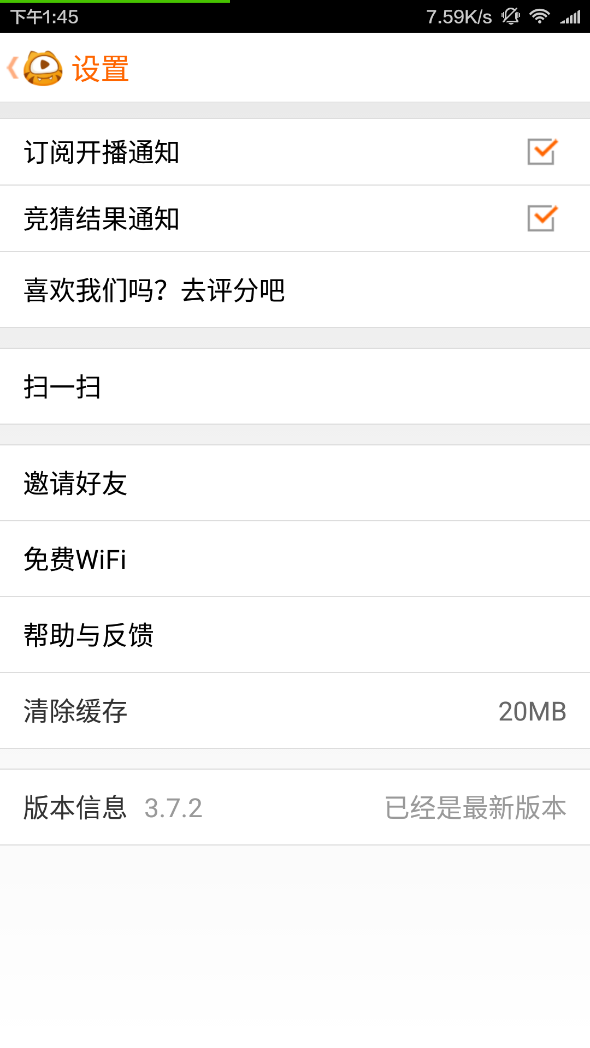 下午1:45 7.59K/s
设置
订阅开播通知
竞猜结果通知
喜欢我们吗？去评分吧
扫一扫
邀请好友
免费WiFi
帮助与反馈
清除缓存 20MB
版本信息 3.7.2 已经是最新版本